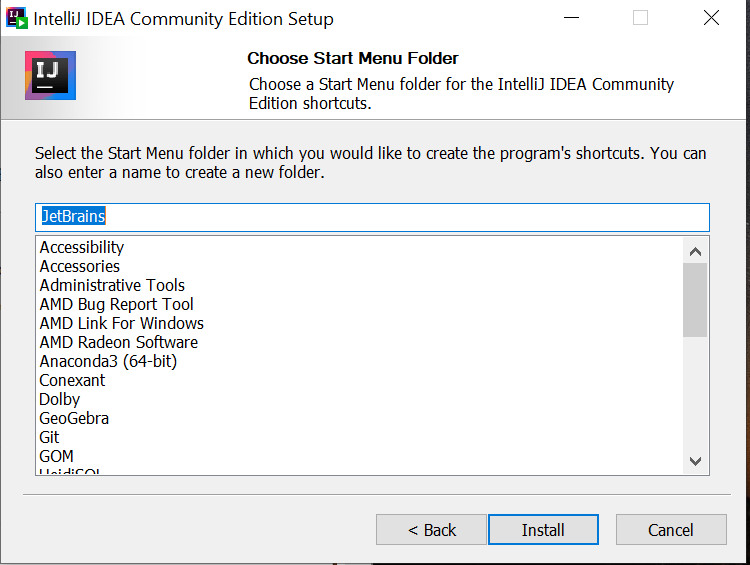 IntelliJ IDEA Community Edition Setup
IJ
Choose Start Menu Folder
Choose a Start Menu folder for the IntelliJ IDEA Community
Edition shortcuts.
Select the Start Menu folder in which you would like to create the program's shortcuts. You can
also enter a name to create a new folder.
JetBrains
Accessibility
Accessories
Administrative Tools
AMD Bug Report Tool
AMD Link For Windows
AMD Radeon Software
Anaconda3 (64-bit)
Conexant
Dolby
GeoGebra
Git
GOM
HeidiSQL
< Back
Install
Cancel